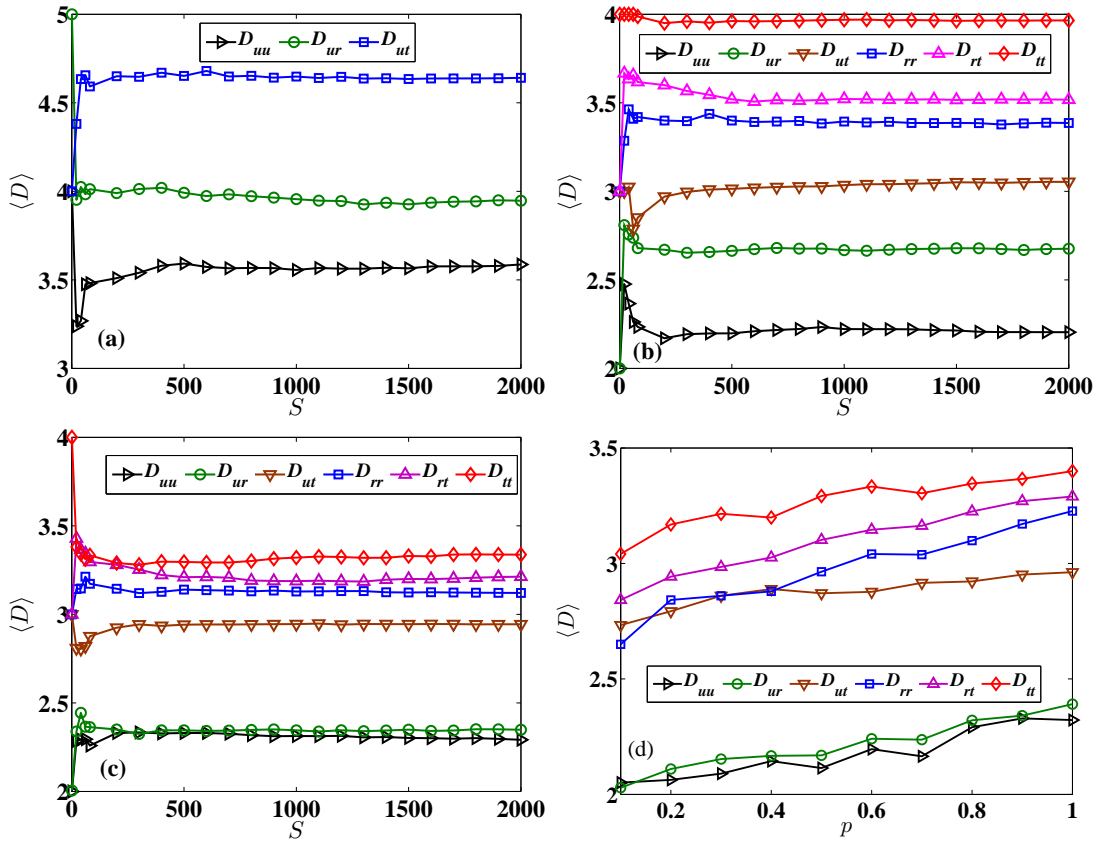 5
4.5
4
3.5
3
⟨D⟩
D_uu D_ur D_ut
(a)
0 500 1000 1500 2000
S
4
3.5
3
2.5
2
⟨D⟩
D_uu D_ur D_ut D_rr D_rt D_tt
(b)
0 500 1000 1500 2000
S
4
3.5
3
2.5
2
⟨D⟩
D_uu D_ur D_ut D_rr D_rt D_tt
(c)
0 500 1000 1500 2000
S
3.5
3
2.5
2
⟨D⟩
D_uu D_ur D_ut D_rr D_rt D_tt
(d)
0.2 0.4 0.6 0.8 1
p